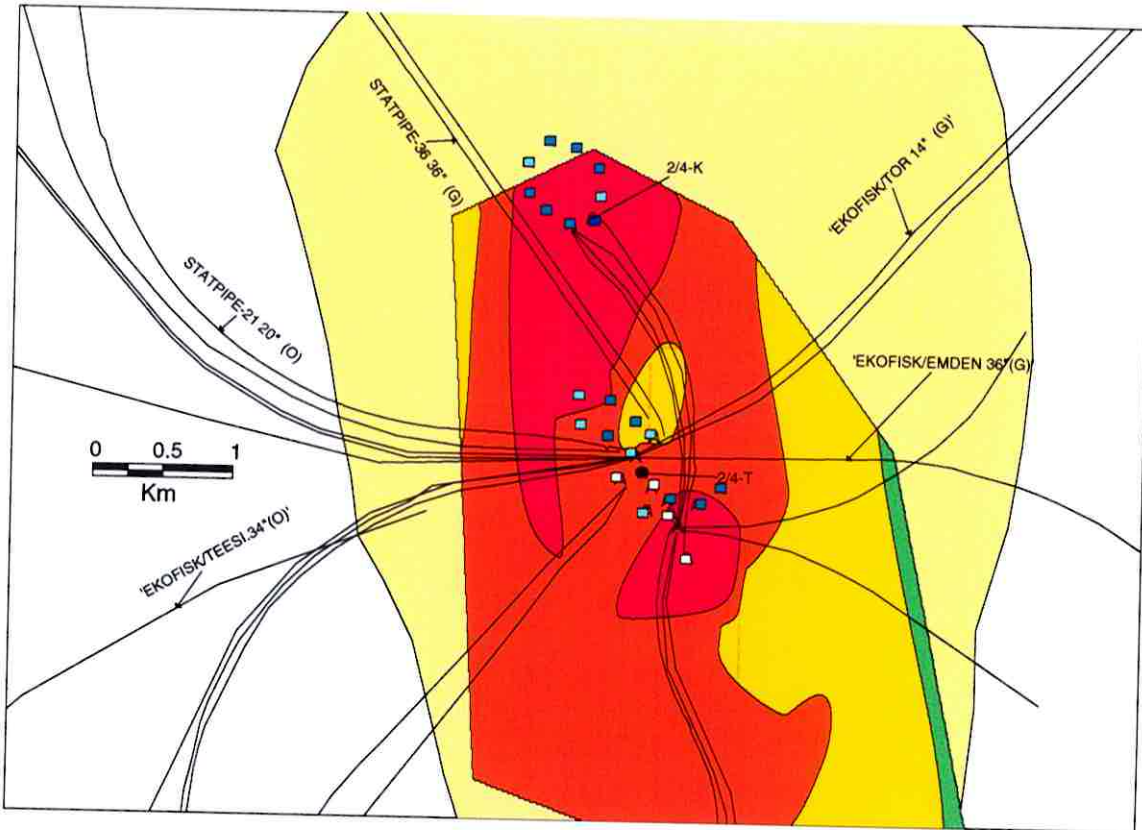 STATPIPE-36 36" (G)
2/4-K
'EKOFISK/TOR 14" (G)'
STATPIPE-21 20" (O)
'EKOFISK/EMDEN 36"(G)'
0 0.5 1
Km
2/4-T
'EKOFISK/TEESI.34"(O)'